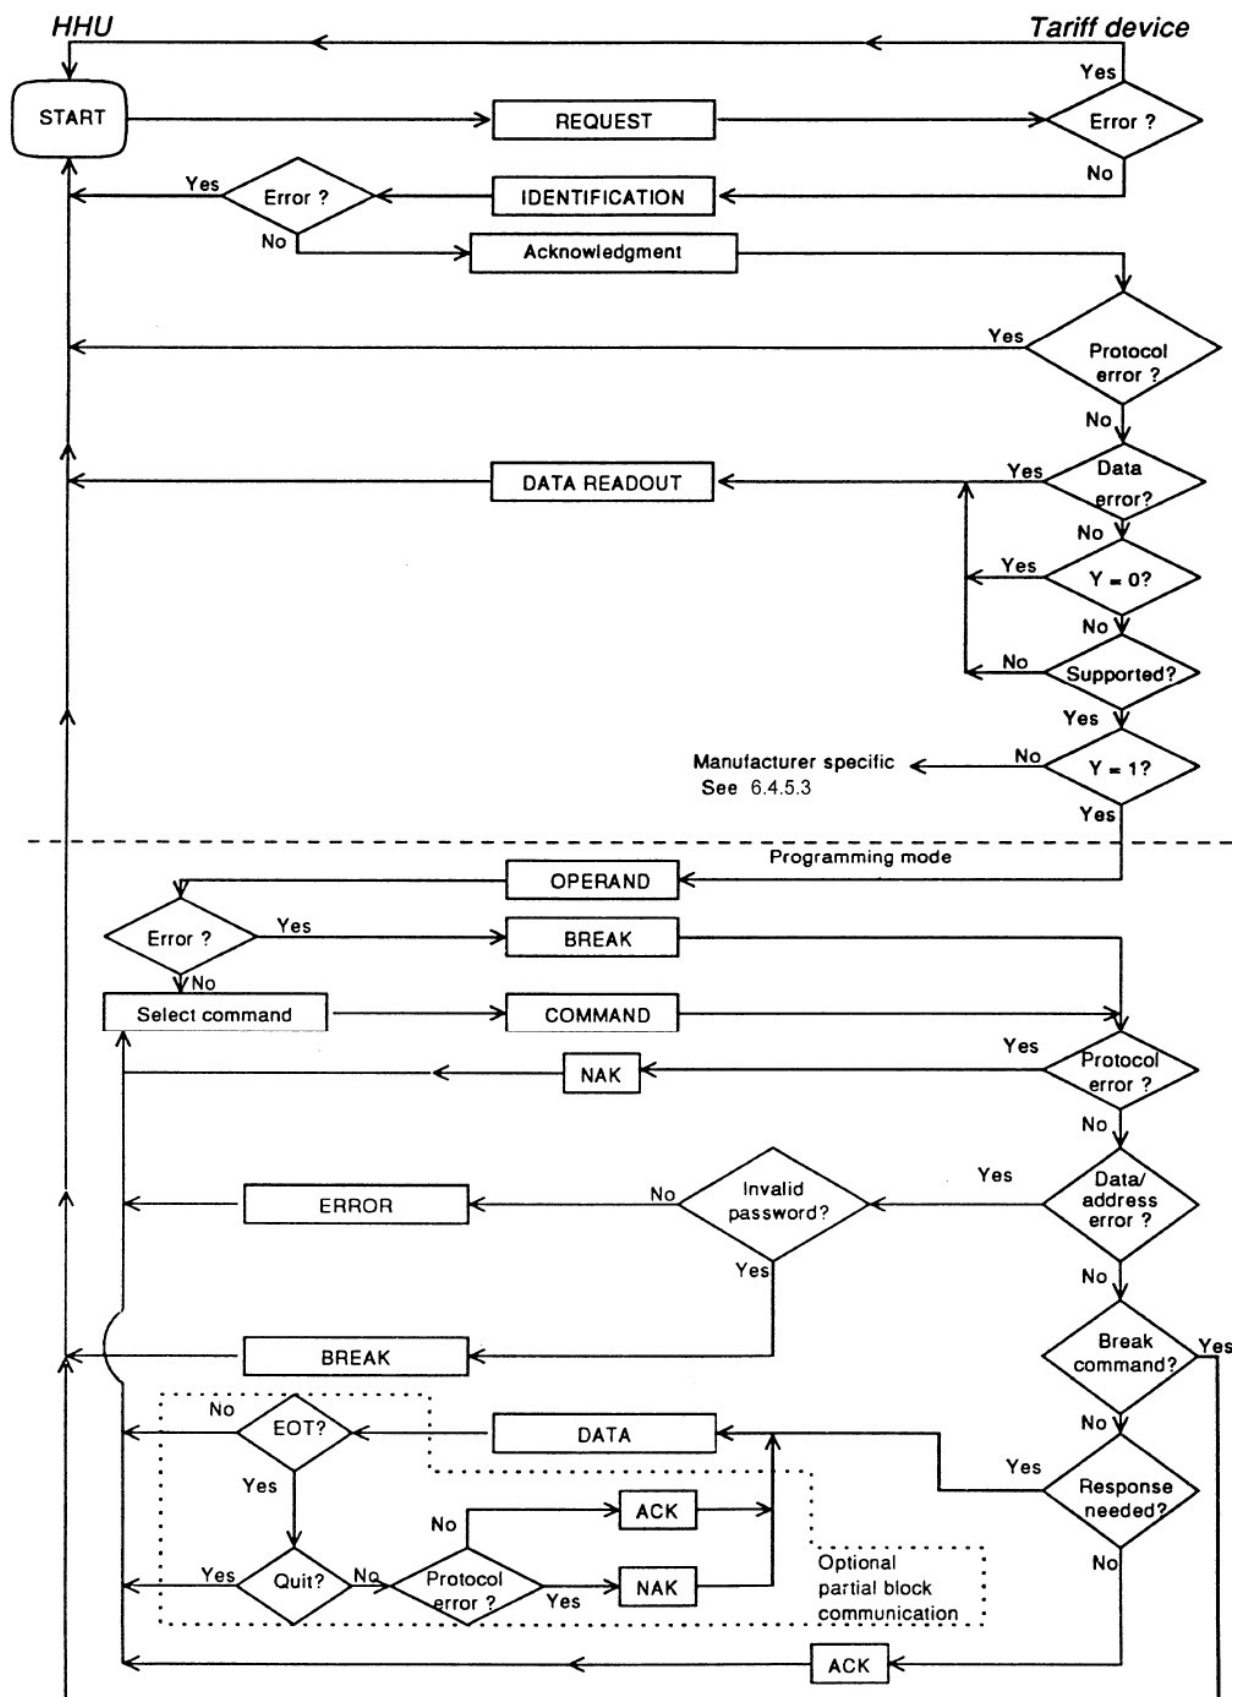 HHU
Tariff device
Yes
START
REQUEST
Error ?
No
Yes
Error ?
IDENTIFICATION
No
Acknowledgment
Yes
Protocol
error ?
No
DATA READOUT
Yes
Data
error?
No
Yes
Y = 0?
No
No
Supported?
Yes
Manufacturer specific
See 6.4.5.3
No
Y = 1?
Yes
Programming mode
OPERAND
Error ?
Yes
BREAK
No
Select command
COMMAND
Yes
NAK
Protocol
error ?
No
ERROR
No
Invalid
password?
Yes
Data/
address
error ?
Yes
No
BREAK
Break
command?
Yes
No
No
EOT?
DATA
Yes
Yes
Response
needed?
No
ACK
No
Yes
Quit?
No
Protocol
error ?
Yes
NAK
Optional
partial block
communication
ACK